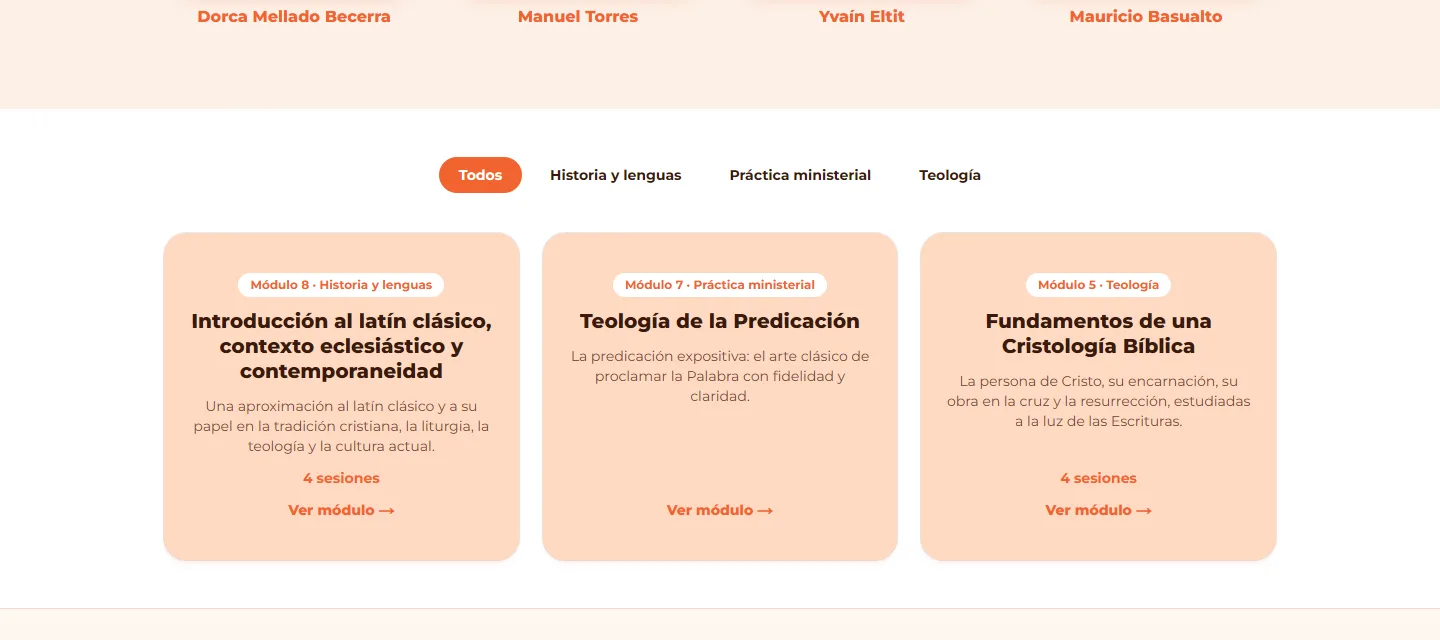 Dorca Mellado Becerra
Manuel Torres
Yvaín Eltit
Mauricio Basualto
Todos
Historia y lenguas
Práctica ministerial
Teología
Módulo 8 · Historia y lenguas
Introducción al latín clásico,
contexto eclesiástico y
contemporaneidad
Una aproximación al latín clásico y a su
papel en la tradición cristiana, la liturgia, la
teología y la cultura actual.
4 sesiones
Ver módulo →
Módulo 7 · Práctica ministerial
Teología de la Predicación
La predicación expositiva: el arte clásico de
proclamar la Palabra con fidelidad y
claridad.
Ver módulo →
Módulo 5 · Teología
Fundamentos de una
Cristología Bíblica
La persona de Cristo, su encarnación, su
obra en la cruz y la resurrección, estudiadas
a la luz de las Escrituras.
4 sesiones
Ver módulo →